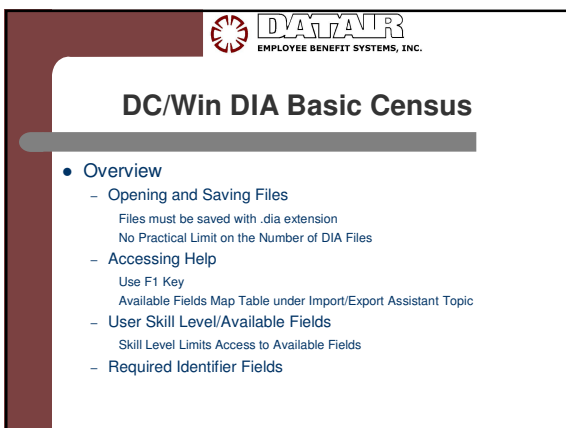 DATAIR
EMPLOYEE BENEFIT SYSTEMS, INC.
DC/Win DIA Basic Census
● Overview
– Opening and Saving Files
Files must be saved with .dia extension
No Practical Limit on the Number of DIA Files
– Accessing Help
Use F1 Key
Available Fields Map Table under Import/Export Assistant Topic
– User Skill Level/Available Fields
Skill Level Limits Access to Available Fields
– Required Identifier Fields